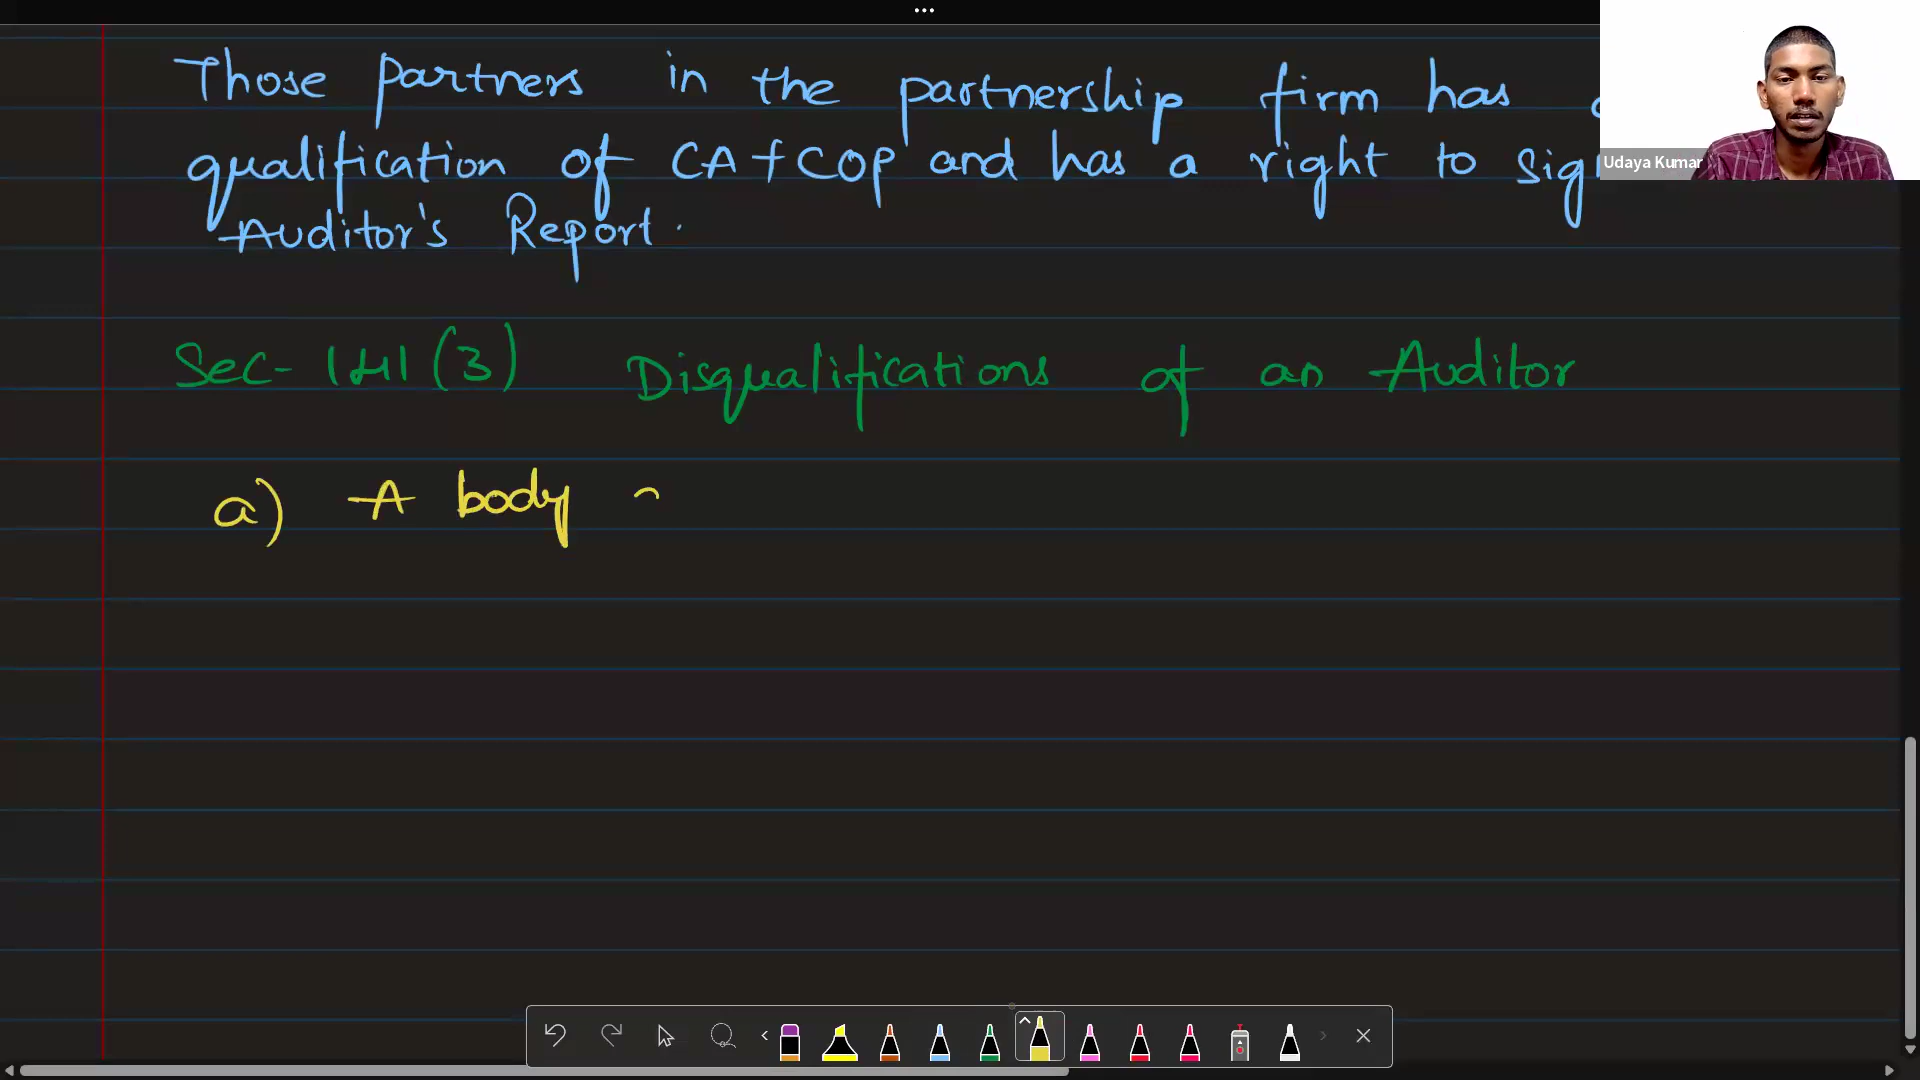 Those partners in the partnership firm has
qualification of CA + COP and has a right to sig
Auditor's Report.
Udaya Kumar
Sec-141(3) Disqualifications of an Auditor
a) A body